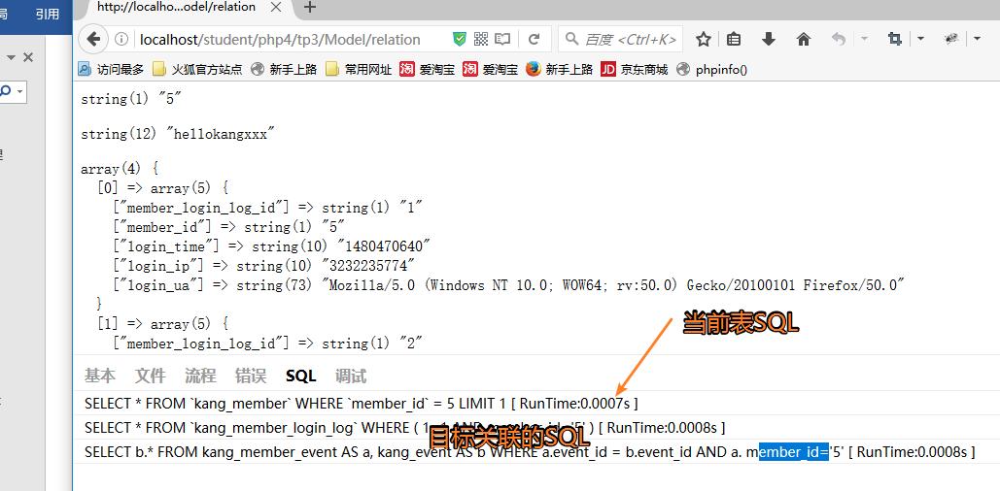 局 引用
http://localho...odel/relation
localhost/student/php4/tp3/Model/relation
百度 <Ctrl+K>
访问最多 火狐官方站点 新手上路 常用网址 爱淘宝 爱淘宝 新手上路 京东商城 phpinfo()
string(1) "5"
string(12) "hellokangxxx"
array(4) {
[0] => array(5) {
["member_login_log_id"] => string(1) "1"
["member_id"] => string(1) "5"
["login_time"] => string(10) "1480470640"
["login_ip"] => string(10) "3232235774"
["login_ua"] => string(73) "Mozilla/5.0 (Windows NT 10.0; WOW64; rv:50.0) Gecko/20100101 Firefox/50.0"
}
[1] => array(5) {
["member_login_log_id"] => string(1) "2"
当前表SQL
基本 文件 流程 错误 SQL 调试
SELECT * FROM `kang_member` WHERE `member_id` = 5 LIMIT 1 [ RunTime:0.0007s ]
SELECT * FROM `kang_member_login_log` WHERE ( 1 '5' ) [ RunTime:0.0008s ]
目标关联的SQL
SELECT b.* FROM kang_member_event AS a, kang_event AS b WHERE a.event_id = b.event_id AND a. member_id='5' [ RunTime:0.0008s ]